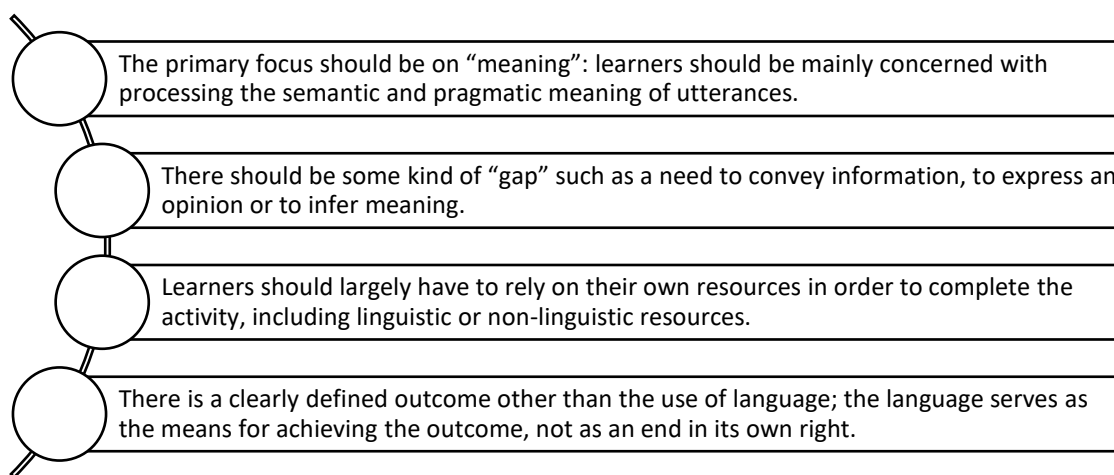 The primary focus should be on “meaning”: learners should be mainly concerned with
processing the semantic and pragmatic meaning of utterances.
There should be some kind of “gap” such as a need to convey information, to express an
opinion or to infer meaning.
Learners should largely have to rely on their own resources in order to complete the
activity, including linguistic or non-linguistic resources.
There is a clearly defined outcome other than the use of language; the language serves as
the means for achieving the outcome, not as an end in its own right.